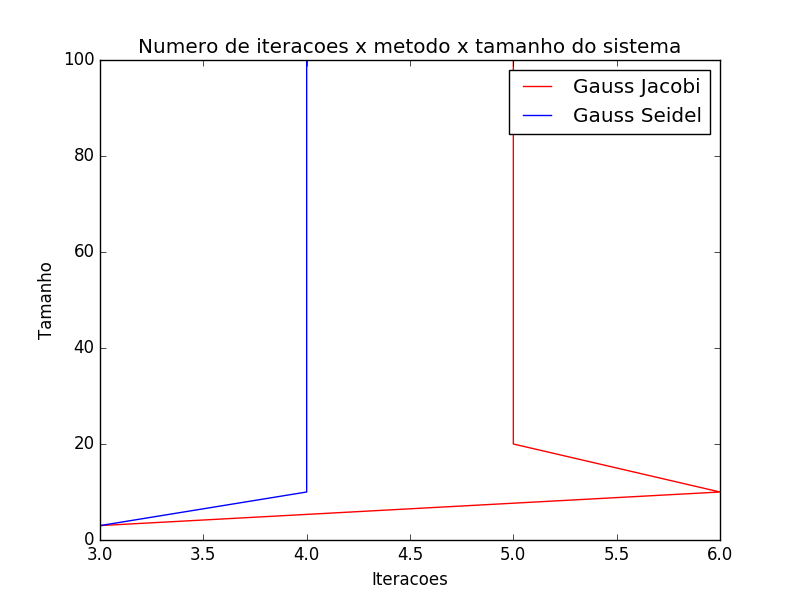 Numero de iteracoes x metodo x tamanho do sistema
Gauss Jacobi
Gauss Seidel
100
80
60
40
20
0
Tamanho
3.0 3.5 4.0 4.5 5.0 5.5 6.0
Iteracoes